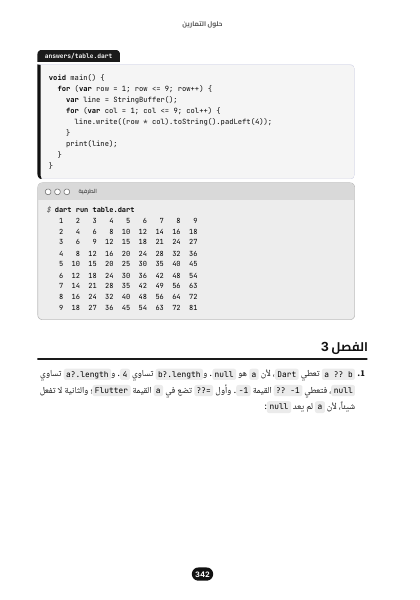 حلول التمارين
answers/table.dart
void main() {
  for (var row = 1; row <= 9; row++) {
    var line = StringBuffer();
    for (var col = 1; col <= 9; col++) {
      line.write((row * col).toString().padLeft(4));
    }
    print(line);
  }
}
الطرفية
$ dart run table.dart
   1   2   3   4   5   6   7   8   9
   2   4   6   8  10  12  14  16  18
   3   6   9  12  15  18  21  24  27
   4   8  12  16  20  24  28  32  36
   5  10  15  20  25  30  35  40  45
   6  12  18  24  30  36  42  48  54
   7  14  21  28  35  42  49  56  63
   8  16  24  32  40  48  56  64  72
   9  18  27  36  45  54  63  72  81
الفصل 3
1. a ?? b تعطي Dart، لأن a هو null. و b?.length تساوي 4. و a?.length تساوي
null، فتعطي ?? -1 القيمة -1. وأول ??= تضع في a القيمة Flutter؛ والثانية لا تفعل
شيئاً، لأن a لم يعد null:
342